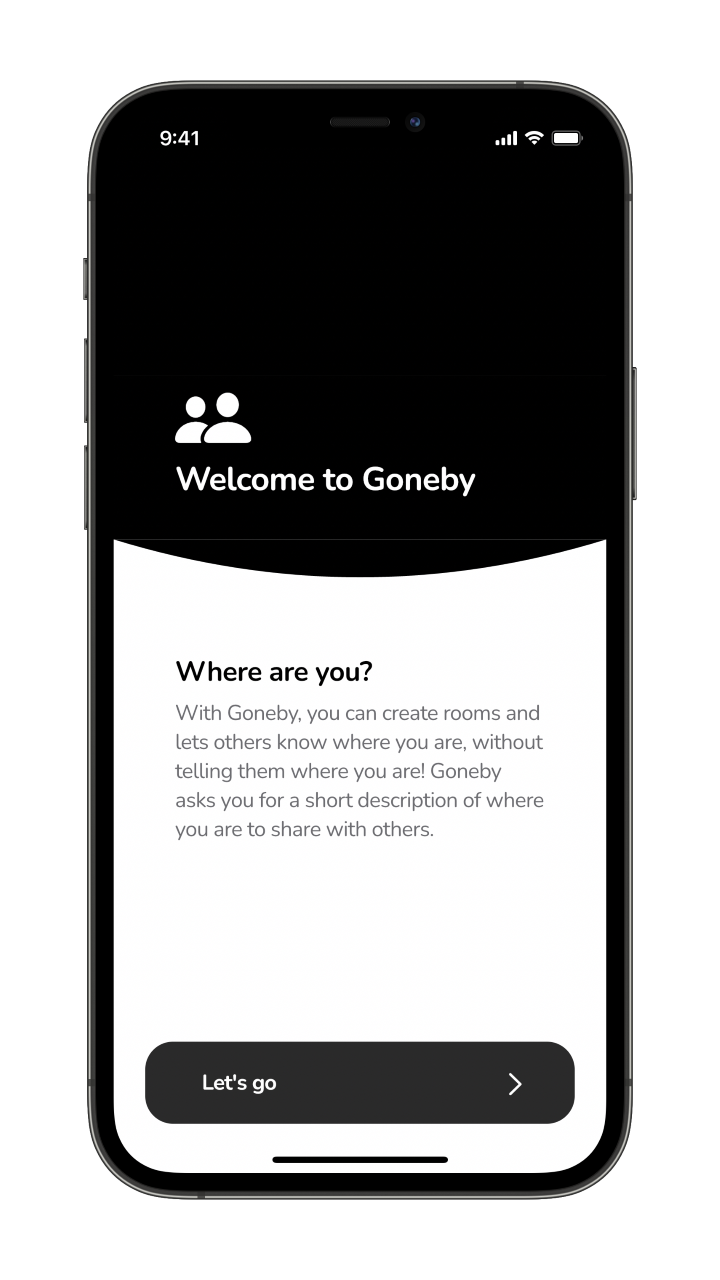 9:41
Welcome to Goneby
Where are you?
With Goneby, you can create rooms and
lets others know where you are, without
telling them where you are! Goneby
asks you for a short description of where
you are to share with others.
Let's go